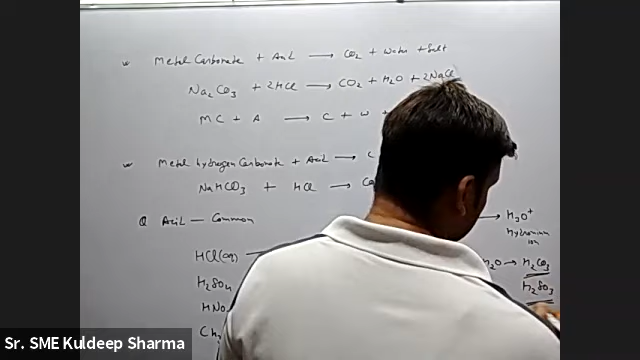 Metal Carbonate + Acid → CO2 + Water + Salt
Na2CO3 + 2HCl → CO2 + H2O + 2NaCl
MC + A → C + W +
Metal hydrogen Carbonate + Acid → C
NaHCO3 + HCl →
Q Acid — Common → H3O+
HCl(aq) hydronium ion
H2O → H2CO3
H2SO4 H2SO3
Sr. SME Kuldeep Sharma